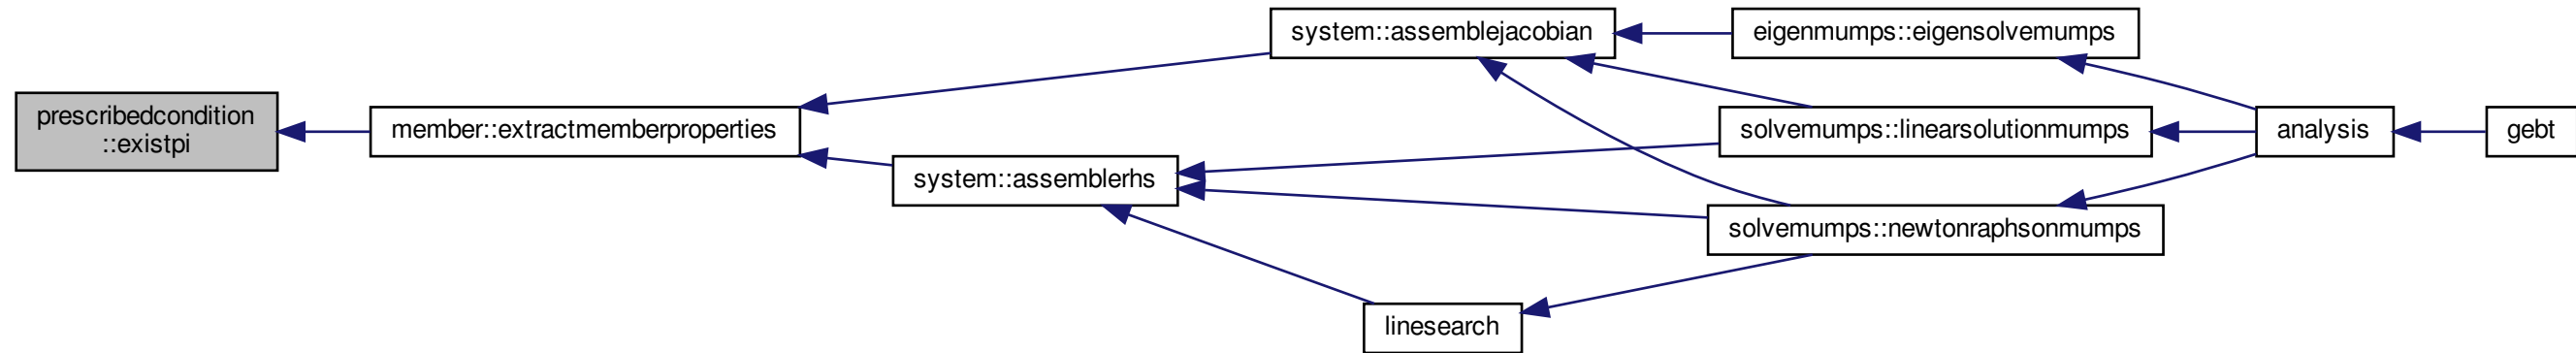 prescribedcondition
::existpi
member::extractmemberproperties
system::assemblejacobian
system::assemblerhs
linesearch
eigenmumps::eigensolvemumps
solvemumps::linearsolutionmumps
solvemumps::newtonraphsonmumps
analysis
gebt